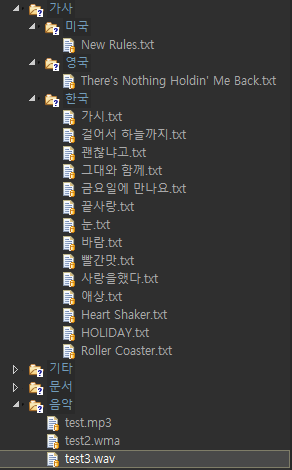 가사
미국
New Rules.txt
영국
There's Nothing Holdin' Me Back.txt
한국
가시.txt
걸어서 하늘까지.txt
괜찮냐고.txt
그대와 함께.txt
금요일에 만나요.txt
끝사랑.txt
눈.txt
바람.txt
빨간맛.txt
사랑을했다.txt
애상.txt
Heart Shaker.txt
HOLIDAY.txt
Roller Coaster.txt
기타
문서
음악
test.mp3
test2.wma
test3.wav